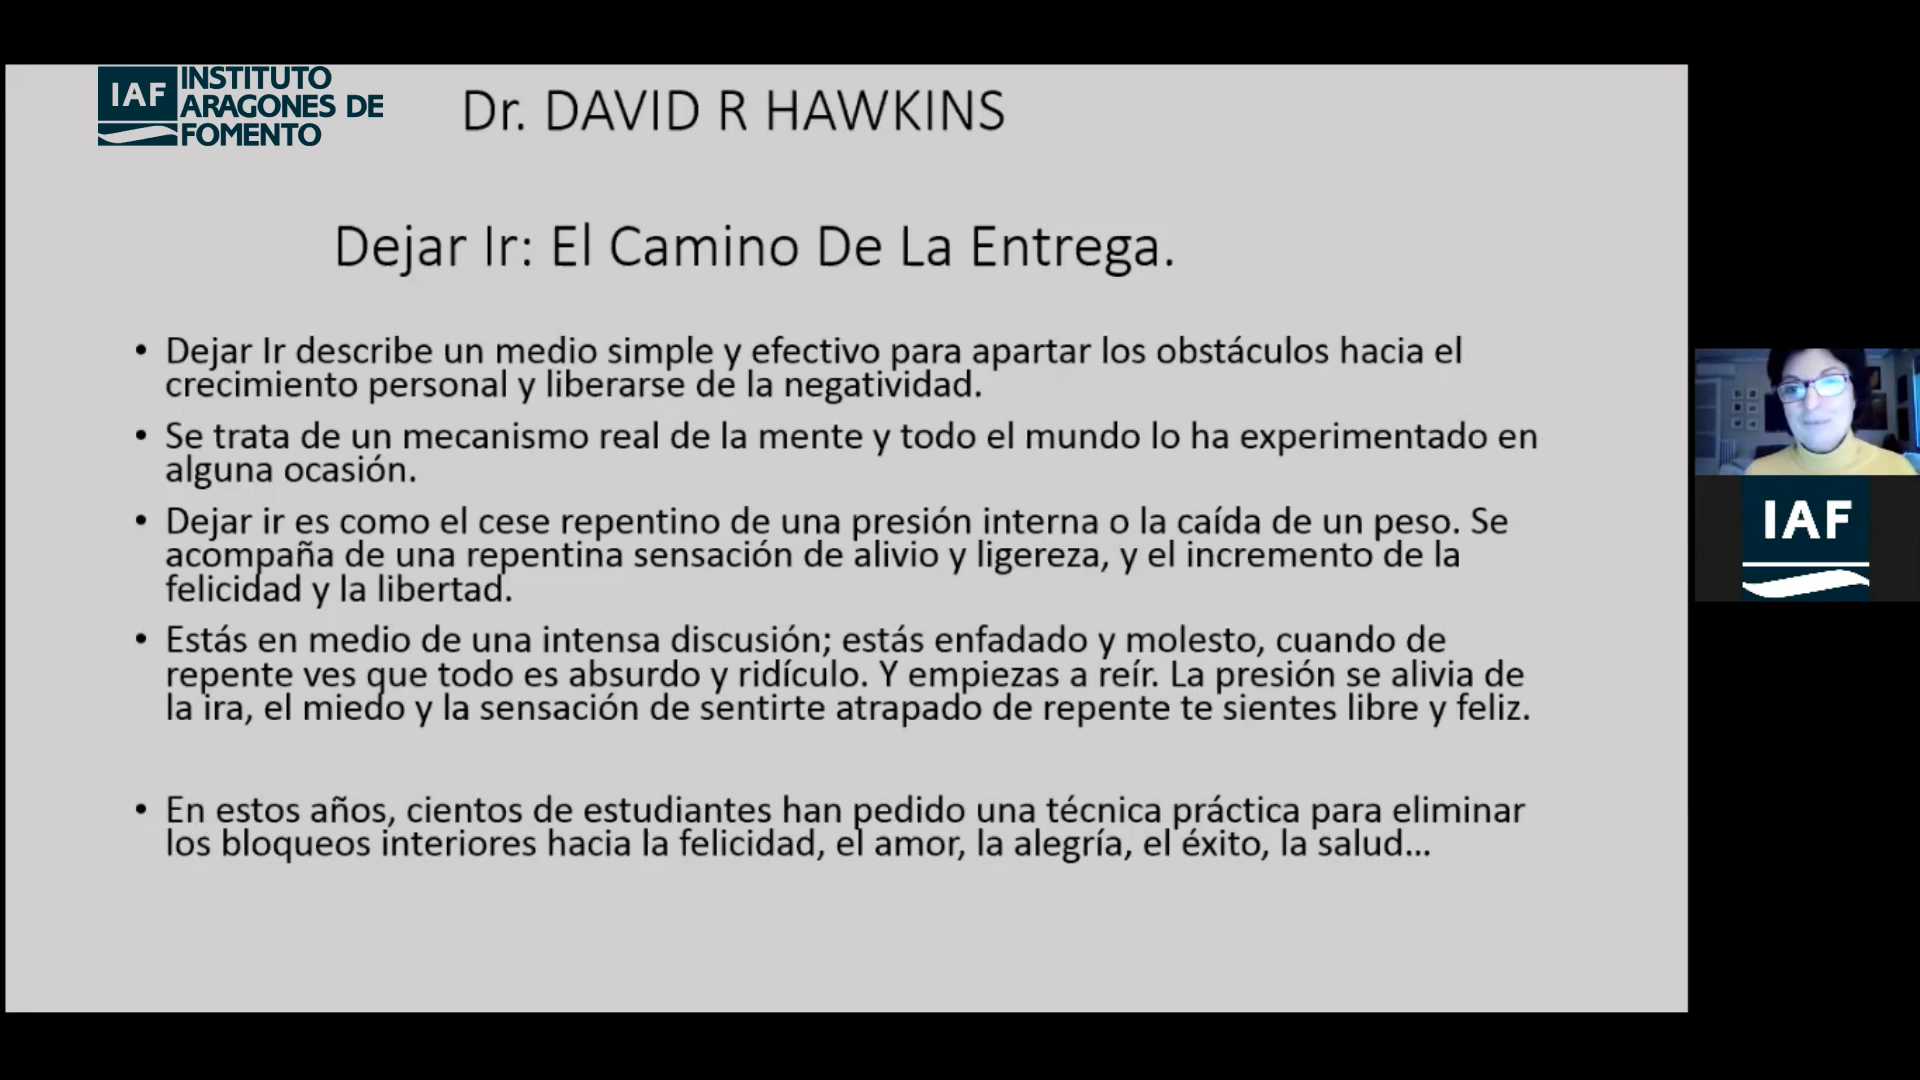 IAF INSTITUTO
ARAGONES DE
FOMENTO
Dr. DAVID R HAWKINS
Dejar Ir: El Camino De La Entrega.
• Dejar Ir describe un medio simple y efectivo para apartar los obstáculos hacia el
crecimiento personal y liberarse de la negatividad.
• Se trata de un mecanismo real de la mente y todo el mundo lo ha experimentado en
alguna ocasión.
• Dejar ir es como el cese repentino de una presión interna o la caída de un peso. Se
acompaña de una repentina sensación de alivio y ligereza, y el incremento de la
felicidad y la libertad.
• Estás en medio de una intensa discusión; estás enfadado y molesto, cuando de
repente ves que todo es absurdo y ridículo. Y empiezas a reír. La presión se alivia de
la ira, el miedo y la sensación de sentirte atrapado de repente te sientes libre y feliz.
• En estos años, cientos de estudiantes han pedido una técnica práctica para eliminar
los bloqueos interiores hacia la felicidad, el amor, la alegría, el éxito, la salud...
IAF